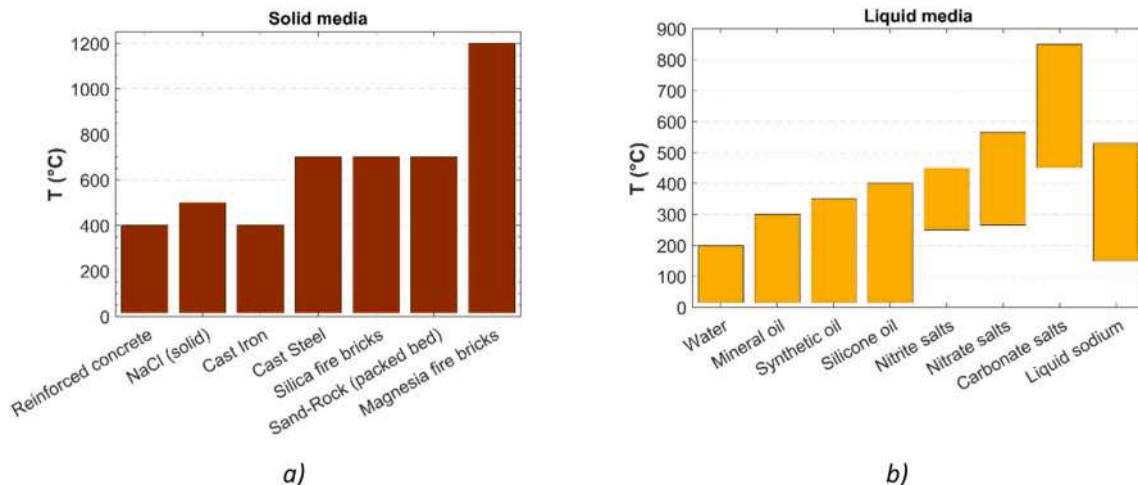 Solid media
T (°C)
1200
1000
800
600
400
200
0
Reinforced concrete
NaCl (solid)
Cast Iron
Cast Steel
Silica fire bricks
Sand-Rock (packed bed)
Magnesia fire bricks
a)
Liquid media
T (°C)
900
800
700
600
500
400
300
200
100
0
Water
Mineral oil
Synthetic oil
Silicone oil
Nitrite salts
Nitrate salts
Carbonate salts
Liquid sodium
b)